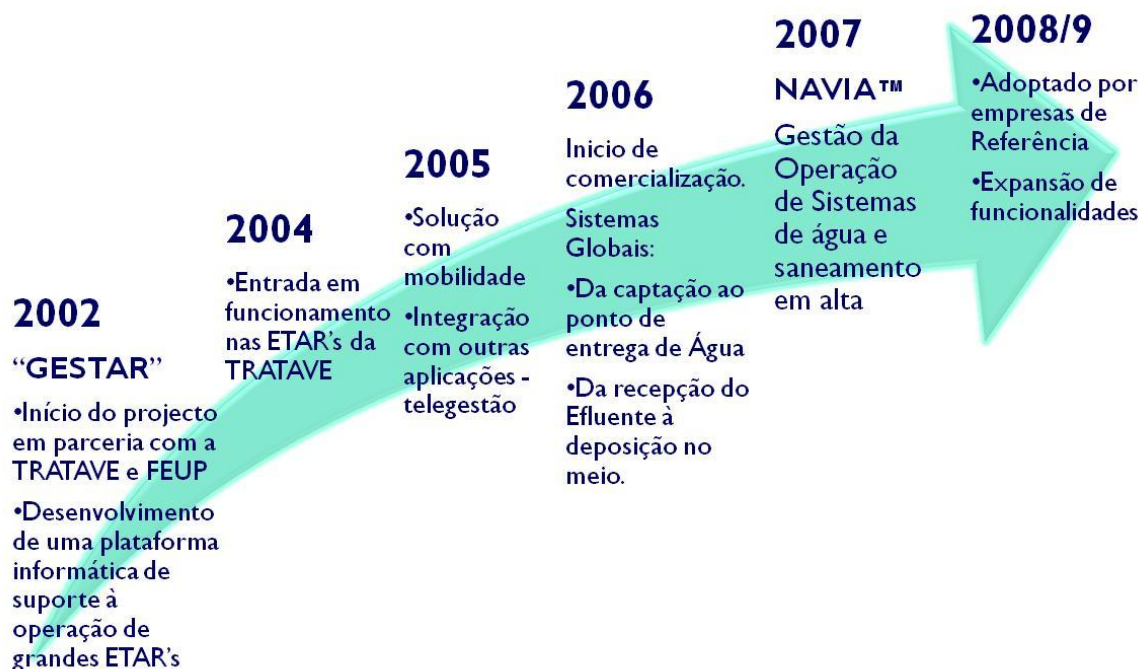 2002
“GESTAR”
•Início do projecto
em parceria com a
TRATAVE e FEUP
•Desenvolvimento
de uma plataforma
informática de
suporte à
operação de
grandes ETAR's
2004
•Entrada em
funcionamento
nas ETAR's da
TRATAVE
2005
•Solução
com
mobilidade
•Integração
com outras
aplicações -
telegestão
2006
Inicio de
comercialização.
Sistemas
Globais:
•Da captação ao
ponto de
entrega de Água
•Da recepção do
Efluente à
deposição no
meio.
2007
NAVIA™
Gestão da
Operação
de Sistemas
de água e
saneamento
em alta
2008/9
•Adoptado por
empresas de
Referência
•Expansão de
funcionalidades